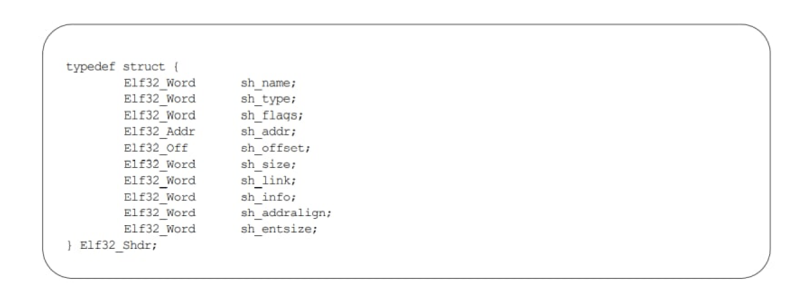 typedef struct {
Elf32_Word sh_name;
Elf32_Word sh_type;
Elf32_Word sh_flags;
Elf32_Addr sh_addr;
Elf32_Off sh_offset;
Elf32_Word sh_size;
Elf32_Word sh_link;
Elf32_Word sh_info;
Elf32_Word sh_addralign;
Elf32_Word sh_entsize;
} Elf32_Shdr;